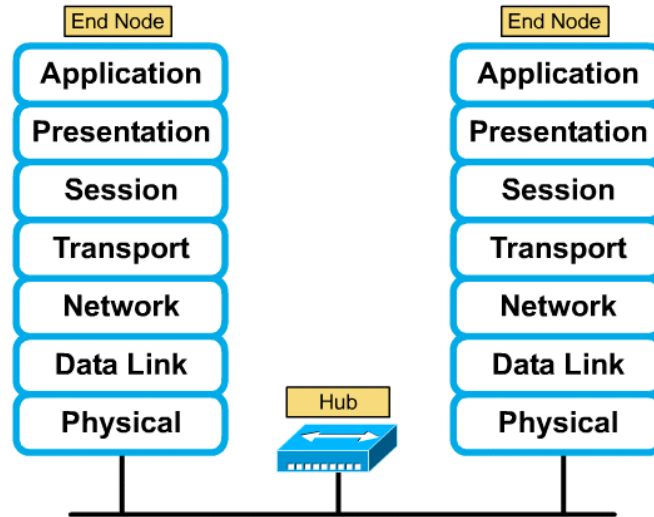 End Node
End Node
Application
Application
Presentation
Presentation
Session
Session
Transport
Transport
Network
Network
Data Link
Data Link
Hub
Physical
Physical